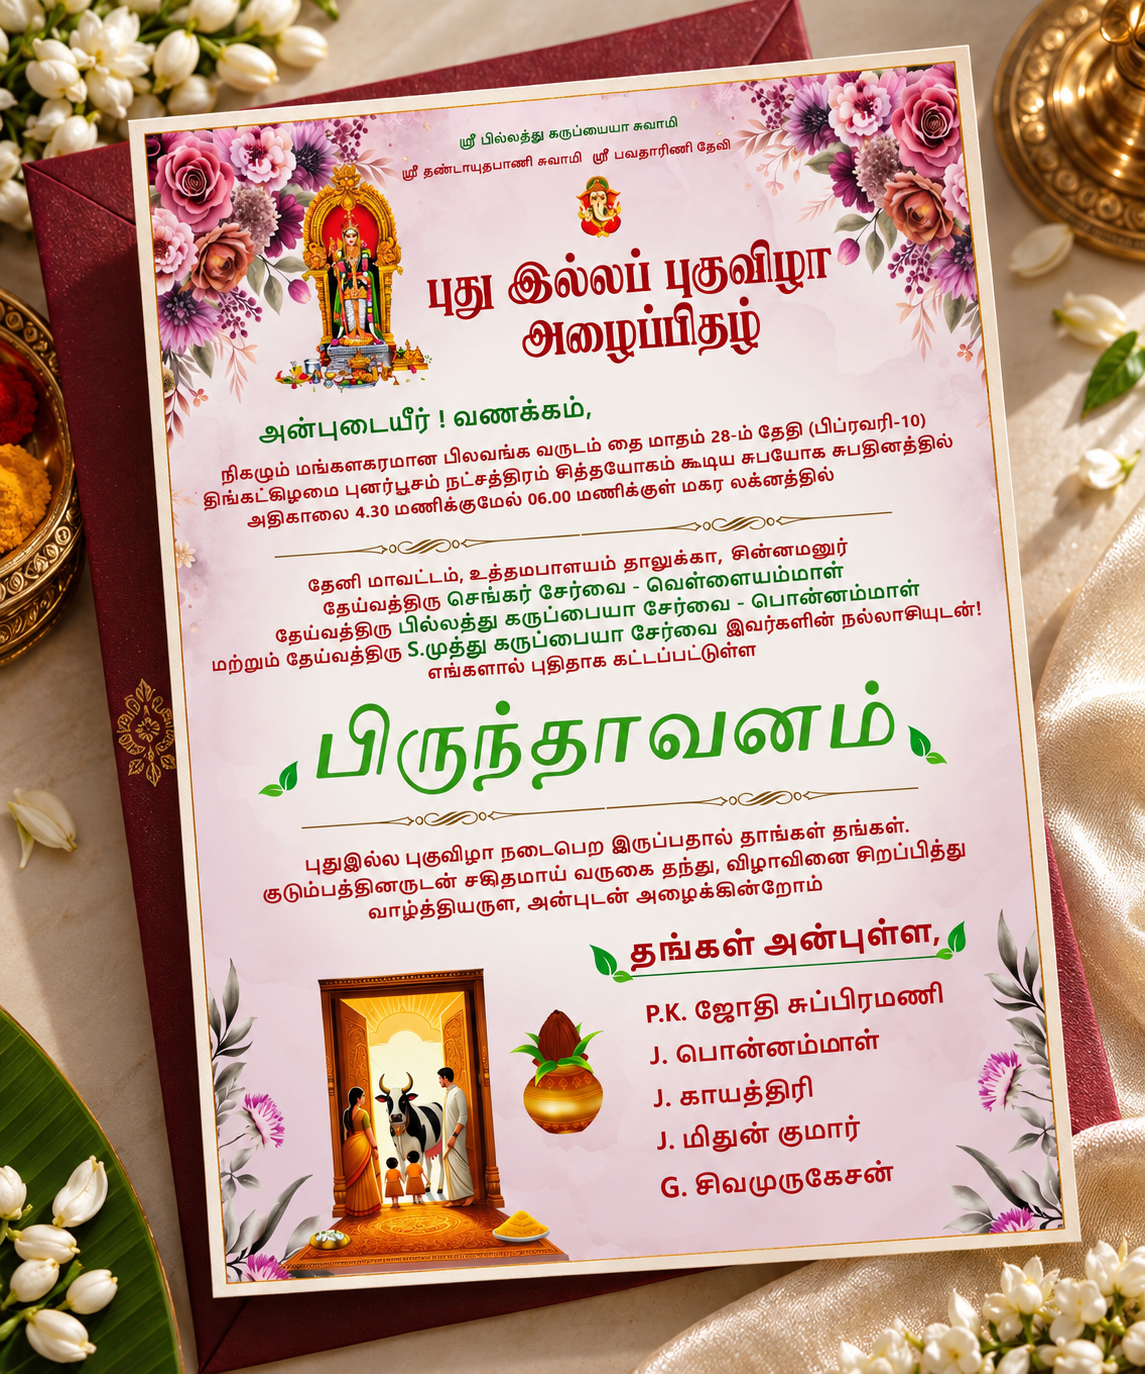 ஸ்ரீ பில்லத்து கருப்யையா சுவாமி
ஸ்ரீ தண்டாயுதபாணி சுவாமி ஸ்ரீ பவதாரிணி தேவி
புது இல்லப் புகுவிழா
அழைப்பிதழ்
அன்புடையீர் ! வணக்கம்,
நிகழும் மங்களகரமான பிலவங்க வருடம் தை மாதம் 28-ம் தேதி (பிப்ரவரி-10)
திங்கட்கிழமை புனர்பூசம் நட்சத்திரம் சித்தயோகம் கூடிய சுபயோக சுபதினத்தில்
அதிகாலை 4.30 மணிக்குமேல் 06.00 மணிக்குள் மகர லக்னத்தில்
தேனி மாவட்டம், உத்தமபாளயம் தாலுக்கா, சின்னமனுர்
தேய்வத்திரு செங்கர் சேர்வை - வெள்ளையம்மாள்
தேய்வத்திரு பில்லத்து கருப்பையா சேர்வை - பொன்னம்மாள்
மற்றும் தேய்வத்திரு S.முத்து கருப்பையா சேர்வை இவர்களின் நல்லாசியுடன்!
எங்களால் புதிதாக கட்டப்பட்டுள்ள
பிருந்தாவனம்
புதுஇல்ல புகுவிழா நடைபெற இருப்பதால் தாங்கள் தங்கள்.
குடும்பத்தினருடன் சகிதமாய் வருகை தந்து, விழாவினை சிறப்பித்து
வாழ்த்தியருள, அன்புடன் அழைக்கின்றோம்
தங்கள் அன்புள்ள,
P.K. ஜோதி சுப்பிரமணி
J. பொன்னம்மாள்
J. காயத்திரி
J. மிதுன் குமார்
G. சிவமுருகேசன்